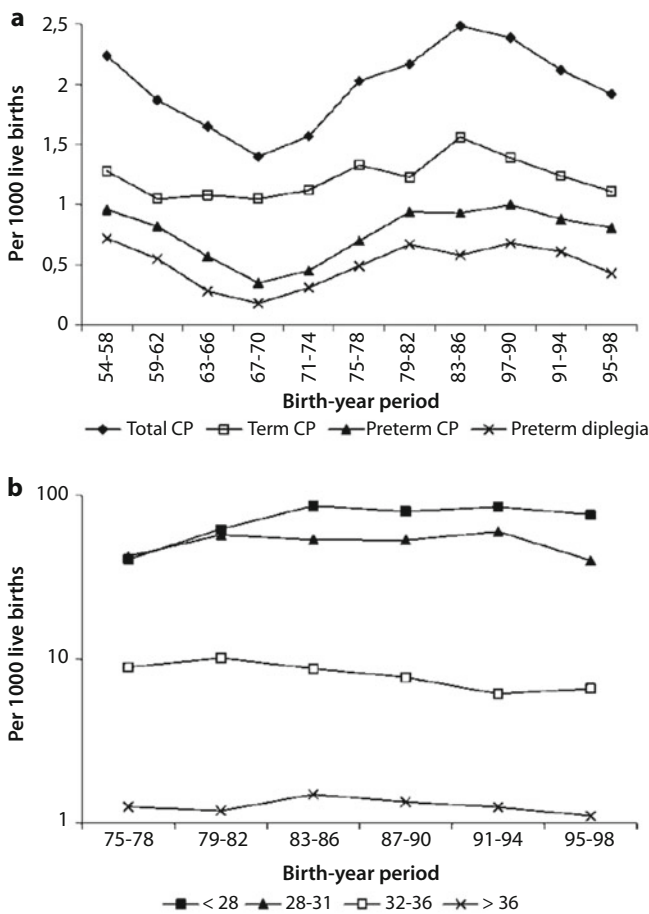 a
Per 1000 live births
2,5
2
1,5
1
0,5
0
54-58
59-62
63-66
67-70
71-74
75-78
79-82
83-86
97-90
91-94
95-98
Birth-year period
Total CP Term CP Preterm CP Preterm diplegia
b
Per 1000 live births
100
10
1
75-78 79-82 83-86 87-90 91-94 95-98
Birth-year period
< 28 28-31 32-36 > 36